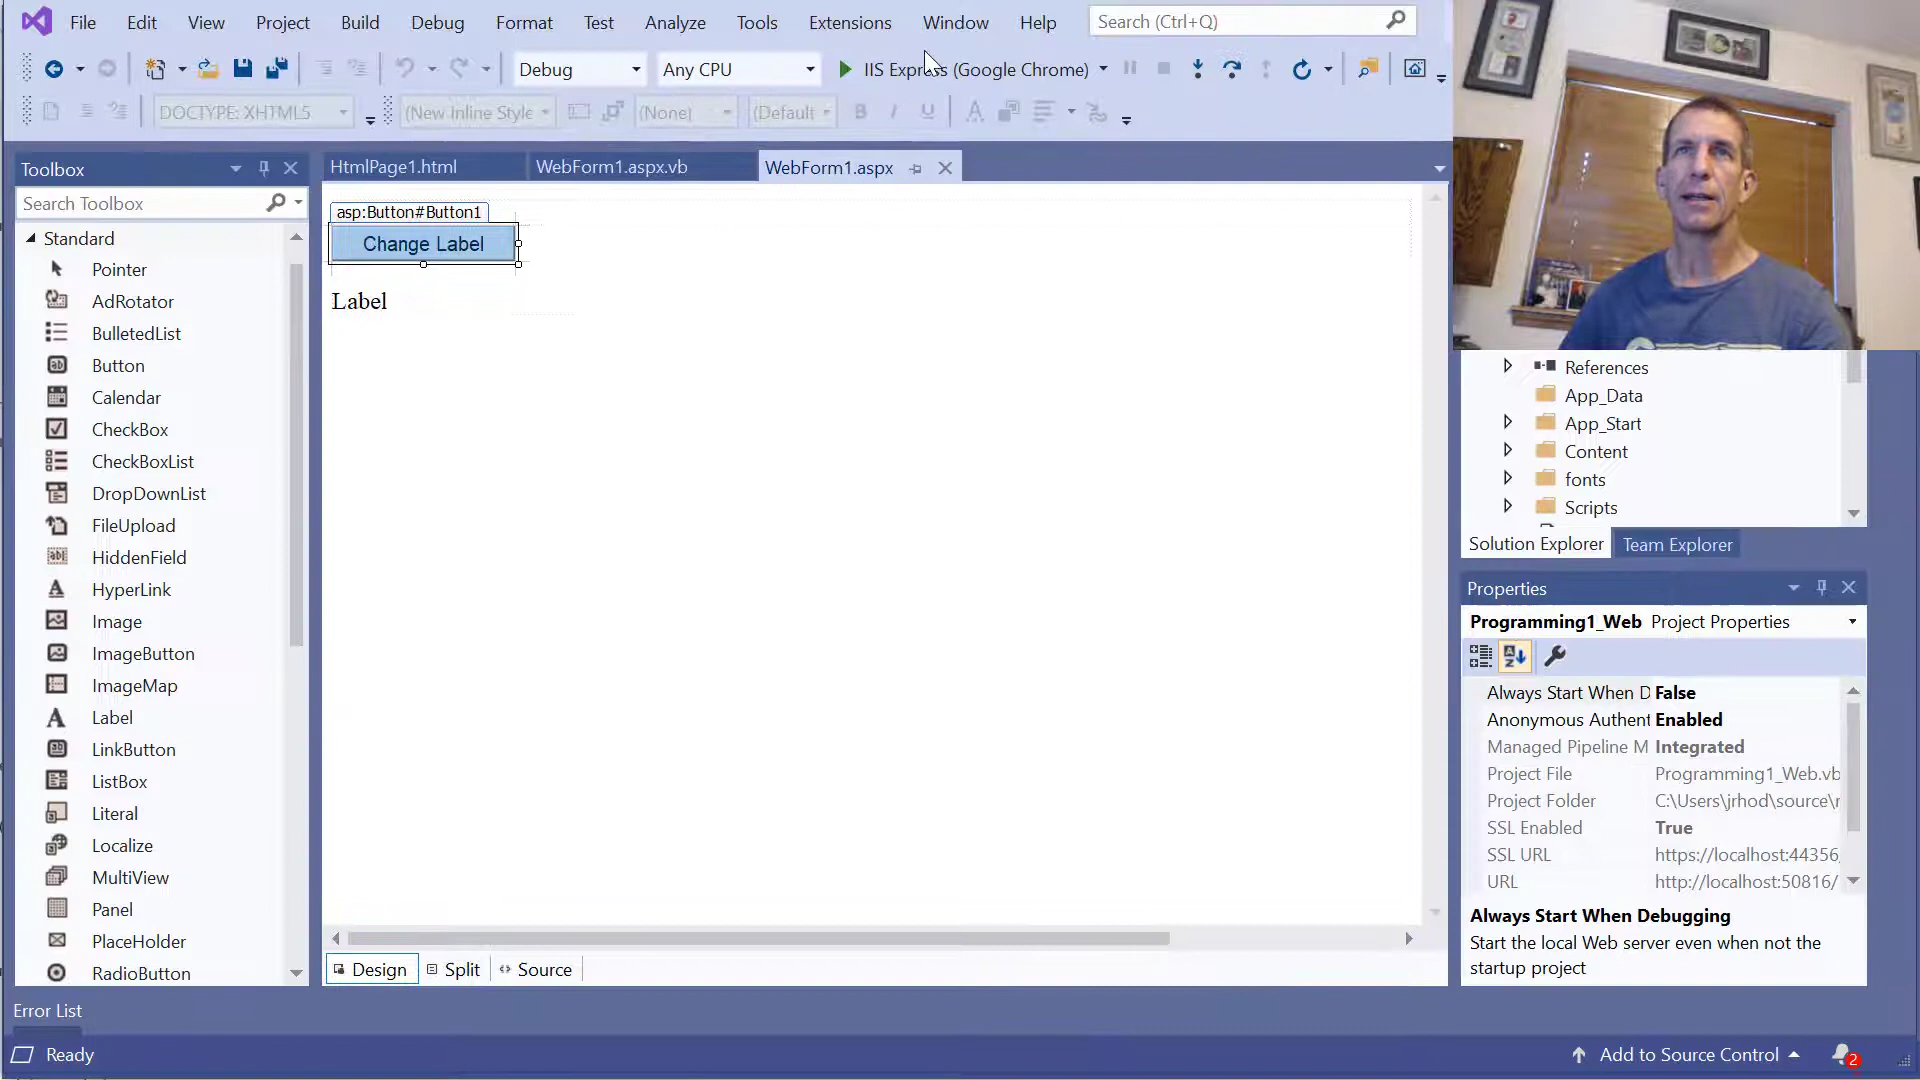 File Edit View Project Build Debug Format Test Analyze Tools Extensions Window Help Search (Ctrl+Q)
Debug Any CPU IIS Express (Google Chrome)
DOCTYPE: XHTML5 (New Inline Style (None) (Default B I U
Toolbox
Search Toolbox
Standard
Pointer
AdRotator
BulletedList
Button
Calendar
CheckBox
CheckBoxList
DropDownList
FileUpload
HiddenField
HyperLink
Image
ImageButton
ImageMap
Label
LinkButton
ListBox
Literal
Localize
MultiView
Panel
PlaceHolder
RadioButton
HtmlPage1.html WebForm1.aspx.vb WebForm1.aspx
asp:Button#Button1
Change Label
Label
Design Split Source
References
App_Data
App_Start
Content
fonts
Scripts
Solution Explorer Team Explorer
Properties
Programming1_Web Project Properties
Always Start When D False
Anonymous Authent Enabled
Managed Pipeline M Integrated
Project File Programming1_Web.vb
Project Folder C:\Users\jrhod\source\r
SSL Enabled True
SSL URL https://localhost:44356,
URL http://localhost:50816/
Always Start When Debugging
Start the local Web server even when not the
startup project
Error List
Ready Add to Source Control 2